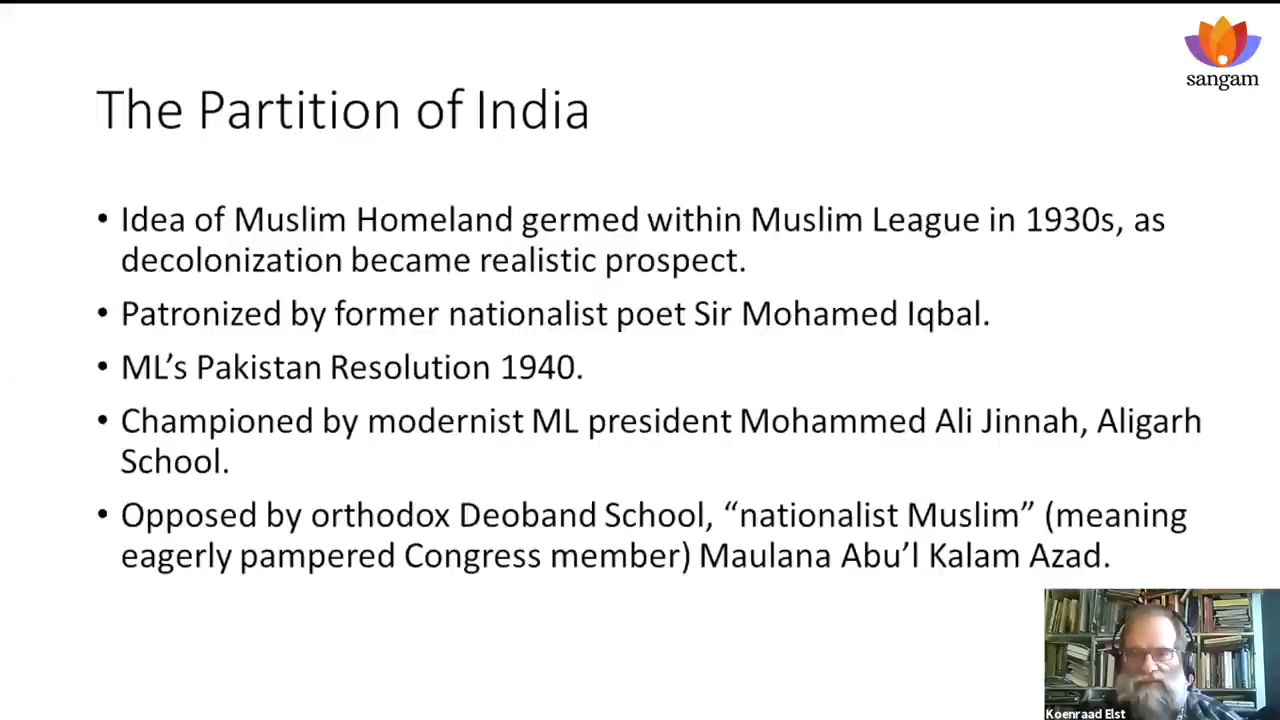 sangam
The Partition of India
• Idea of Muslim Homeland germed within Muslim League in 1930s, as
decolonization became realistic prospect.
• Patronized by former nationalist poet Sir Mohamed Iqbal.
• ML’s Pakistan Resolution 1940.
• Championed by modernist ML president Mohammed Ali Jinnah, Aligarh
School.
• Opposed by orthodox Deoband School, “nationalist Muslim” (meaning
eagerly pampered Congress member) Maulana Abu’l Kalam Azad.
Koenraad Elst